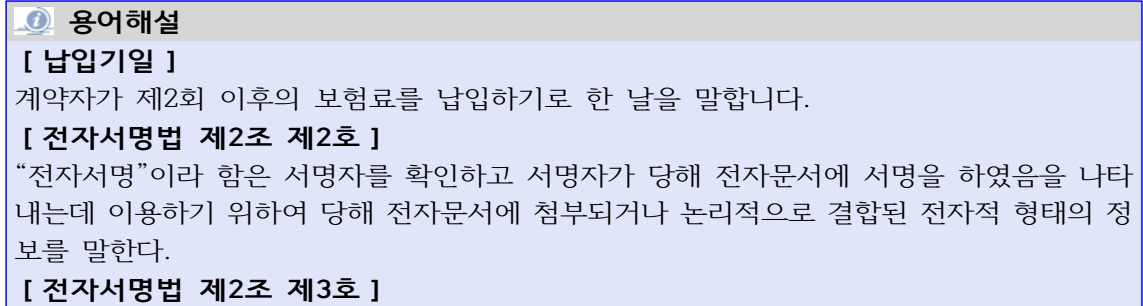 용어해설
[ 납입기일 ]
계약자가 제2회 이후의 보험료를 납입하기로 한 날을 말합니다.
[ 전자서명법 제2조 제2호 ]
“전자서명”이라 함은 서명자를 확인하고 서명자가 당해 전자문서에 서명을 하였음을 나타
내는데 이용하기 위하여 당해 전자문서에 첨부되거나 논리적으로 결합된 전자적 형태의 정
보를 말한다.
[ 전자서명법 제2조 제3호 ]